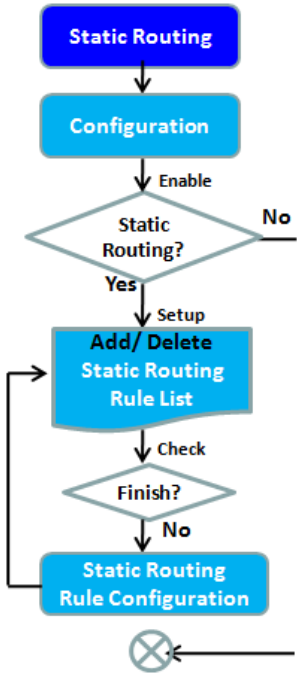 Static Routing
Configuration
Enable
Static
Routing?
No
Yes
Setup
Add/ Delete
Static Routing
Rule List
Check
Finish?
No
Static Routing
Rule Configuration